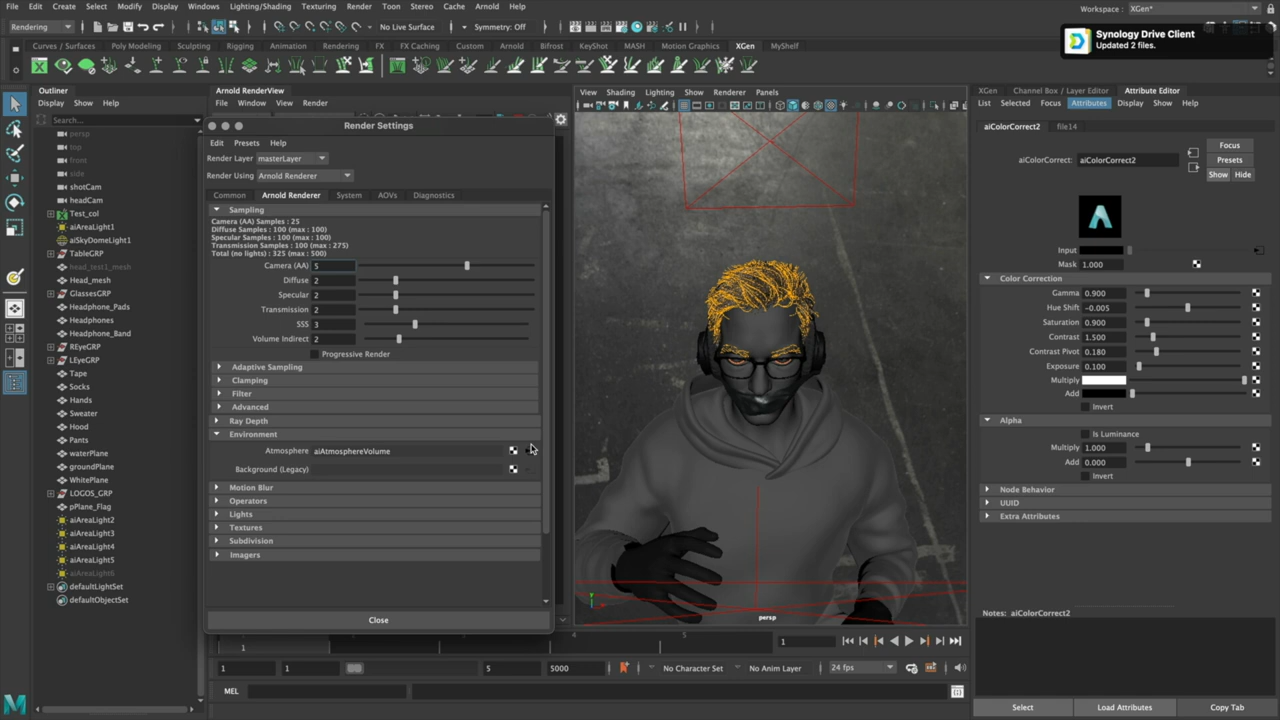 File Edit Create Select Modify Display Windows Lighting/Shading Texturing Render Toon Stereo Cache Arnold Help
Workspace : XGen*
Rendering
No Live Surface
Symmetry: Off
Synology Drive Client
Updated 2 files.
Curves / Surfaces Poly Modeling Sculpting Rigging Animation Rendering FX FX Caching Custom Arnold Bifrost KeyShot MASH Motion Graphics XGen MyShelf
Outliner
Display Show Help
Search...
persp
top
front
side
shotCam
headCam
Test_col
aiAreaLight1
aiSkyDomeLight1
TableGRP
head_test1_mesh
Head_mesh
GlassesGRP
Headphone_Pads
Headphones
Headphone_Band
REyeGRP
LEyeGRP
Tape
Socks
Hands
Sweater
Hood
Pants
waterPlane
groundPlane
WhitePlane
LOGOS_GRP
pPlane_Flag
aiAreaLight2
aiAreaLight3
aiAreaLight4
aiAreaLight5
aiAreaLight6
defaultLightSet
defaultObjectSet
Arnold RenderView
File Window View Render
Render Settings
Edit Presets Help
Render Layer masterLayer
Render Using Arnold Renderer
Common Arnold Renderer System AOVs Diagnostics
Sampling
Camera (AA) Samples : 25
Diffuse Samples : 100 (max : 100)
Specular Samples : 100 (max : 100)
Transmission Samples : 100 (max : 275)
Total (no lights) : 325 (max : 500)
Camera (AA) 5
Diffuse 2
Specular 2
Transmission 2
SSS 3
Volume Indirect 2
Progressive Render
Adaptive Sampling
Clamping
Filter
Advanced
Ray Depth
Environment
Atmosphere aiAtmosphereVolume
Background (Legacy)
Motion Blur
Operators
Lights
Textures
Subdivision
Imagers
Close
View Shading Lighting Show Renderer Panels
persp
XGen Channel Box / Layer Editor Attribute Editor
List Selected Focus Attributes Display Show Help
aiColorCorrect2 file14
aiColorCorrect: aiColorCorrect2
Focus
Presets
Show Hide
Input
Mask 1.000
Color Correction
Gamma 0.900
Hue Shift -0.005
Saturation 0.900
Contrast 1.500
Contrast Pivot 0.180
Exposure 0.100
Multiply
Add
Invert
Alpha
Is Luminance
Multiply 1.000
Add 0.000
Invert
Node Behavior
UUID
Extra Attributes
Notes: aiColorCorrect2
Select Load Attributes Copy Tab
1 4 5 1
1 1 5 5000 No Character Set No Anim Layer 24 fps
MEL